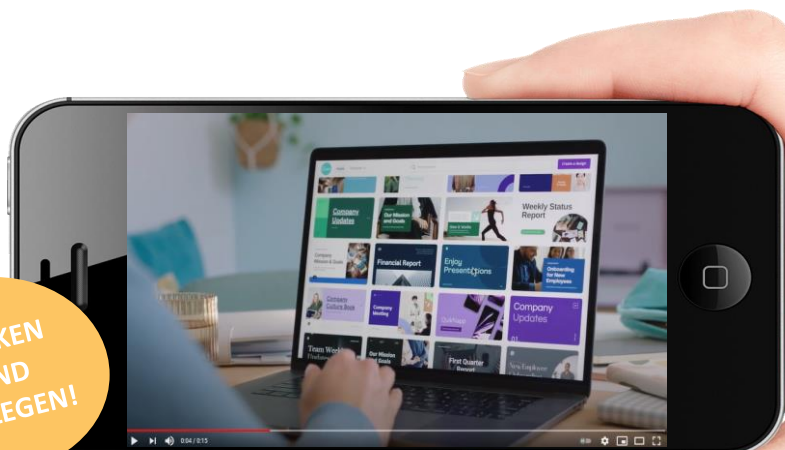 Create a design
Company
Updates
Our Mission
and Goals
Weekly Status
Report
Company
Mission & Goals
Financial Report
Enjoy
Presentations
Onboarding
for New
Employees
Company
Culture Book
Company
Meeting
Company
Updates
Team Weekly
Our Mission
and Goals
First Quarter
Report
New Employee
0:04 / 0:15
KEN
ND
EGEN!